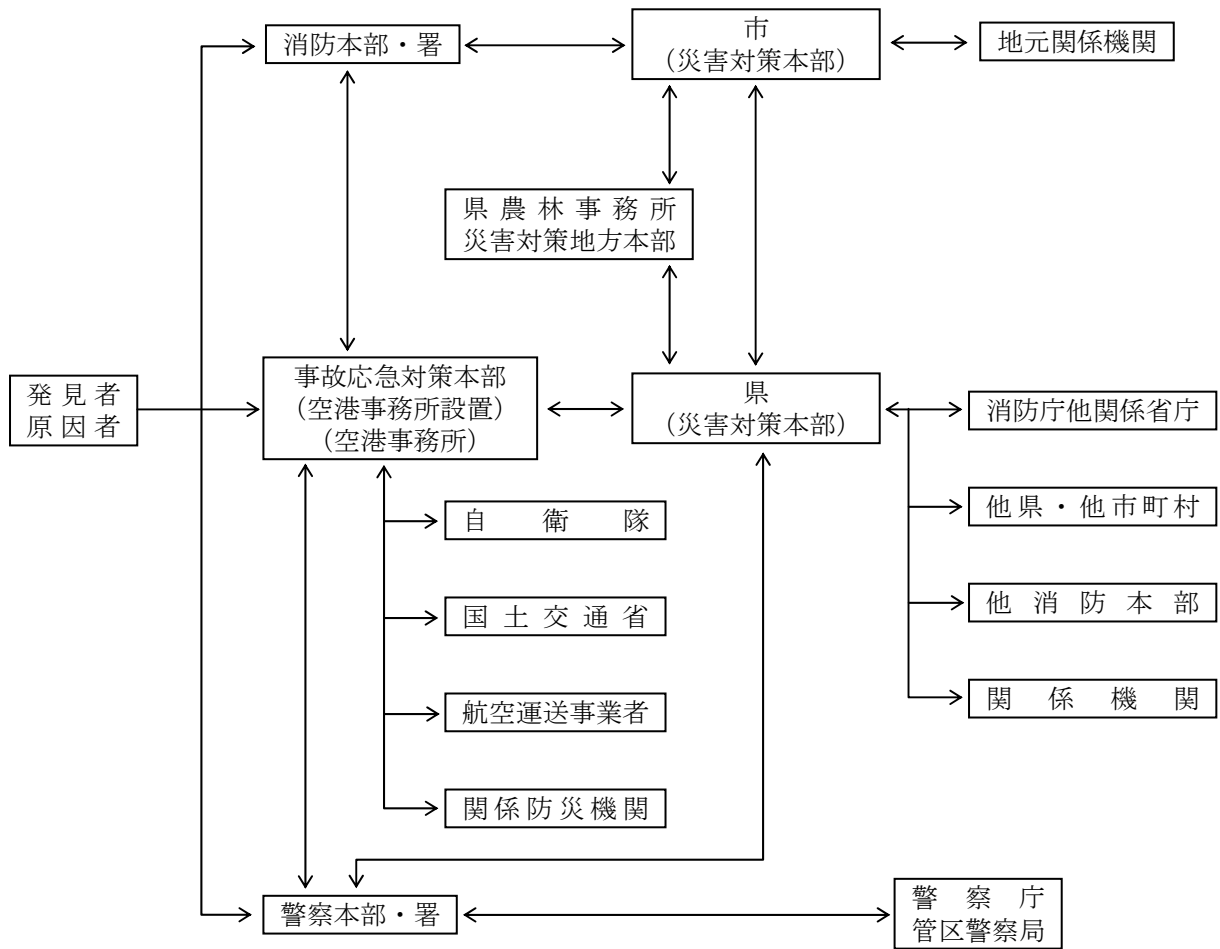 消防本部・署
市
（災害対策本部）
地元関係機関
県農林事務所
災害対策地方本部
発見者
原因者
事故応急対策本部
（空港事務所設置）
（空港事務所）
県
（災害対策本部）
消防庁他関係省庁
自衛隊
他県・他市町村
国土交通省
他消防本部
航空運送事業者
関係機関
関係防災機関
警察本部・署
警察庁
管区警察局